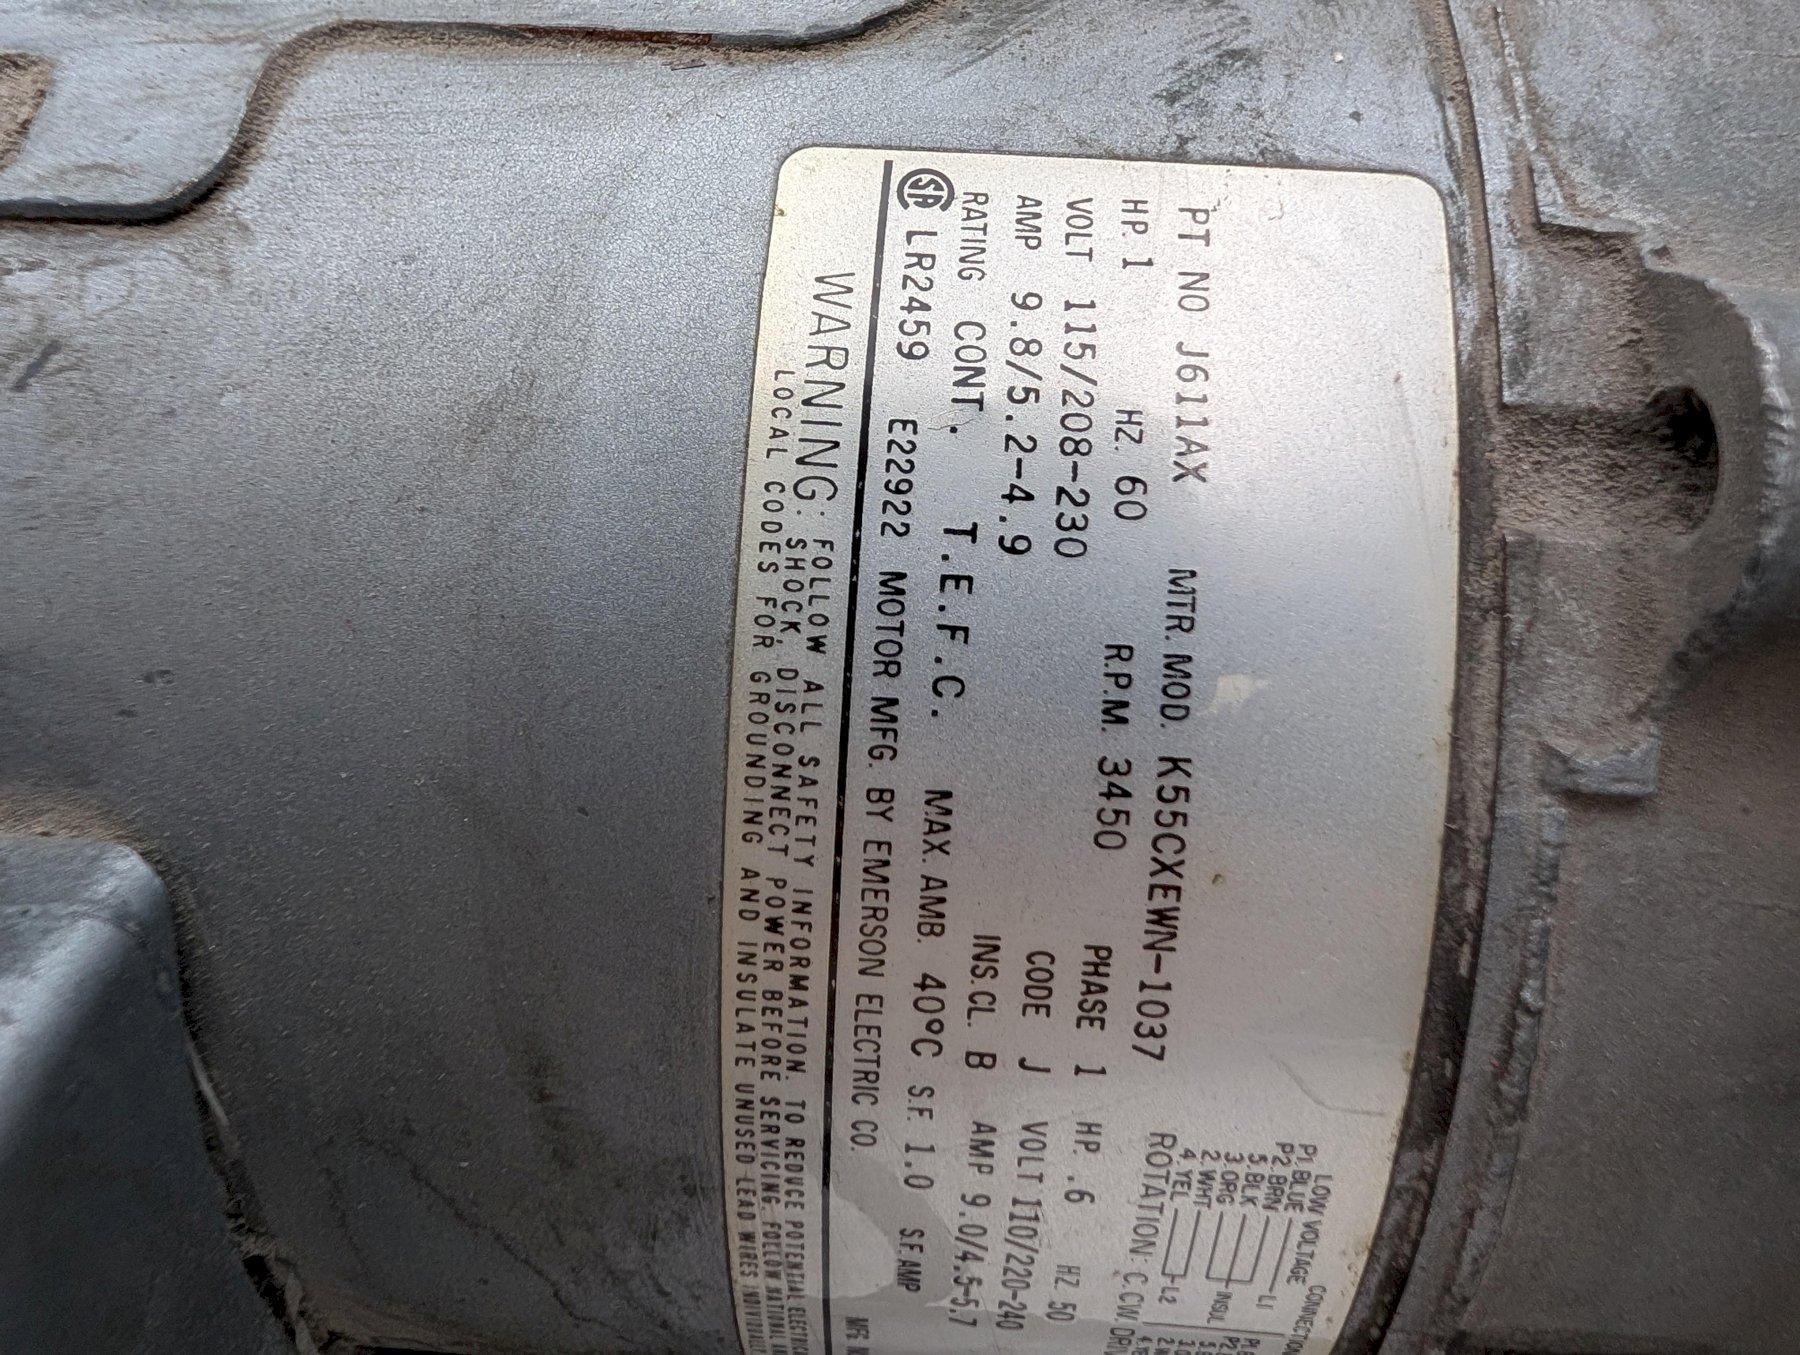 PT NO J611AX MTR. MOD. K55CXEWN-1037
HP. 1 HZ. 60 R.P.M. 3450 PHASE 1 HP. .6 HZ 50
VOLT 115/208-230 CODE J VOLT 110/220-240
AMP 9.8/5.2-4.9 INS. CL. B AMP 9.0/4.5-5.7
RATING CONT. T.E.F.C. MAX. AMB. 40°C S.F. 1.0 S.F. AMP
SA LR2459 E22922 MOTOR MFG. BY EMERSON ELECTRIC CO.
WARNING: FOLLOW ALL SAFETY INFORMATION. TO REDUCE POTENTIAL
SHOCK, DISCONNECT POWER BEFORE SERVICING. FOLLOW NATIONAL AND
LOCAL CODES FOR GROUNDING AND INSULATE UNUSED LEAD WIRES
LOW VOLTAGE CONNECTION
P1. BLUE L1
P2. BRN
5. BLK
3. ORG INSUL
2. WHT
4. YEL L2
ROTATION: C.C.W.